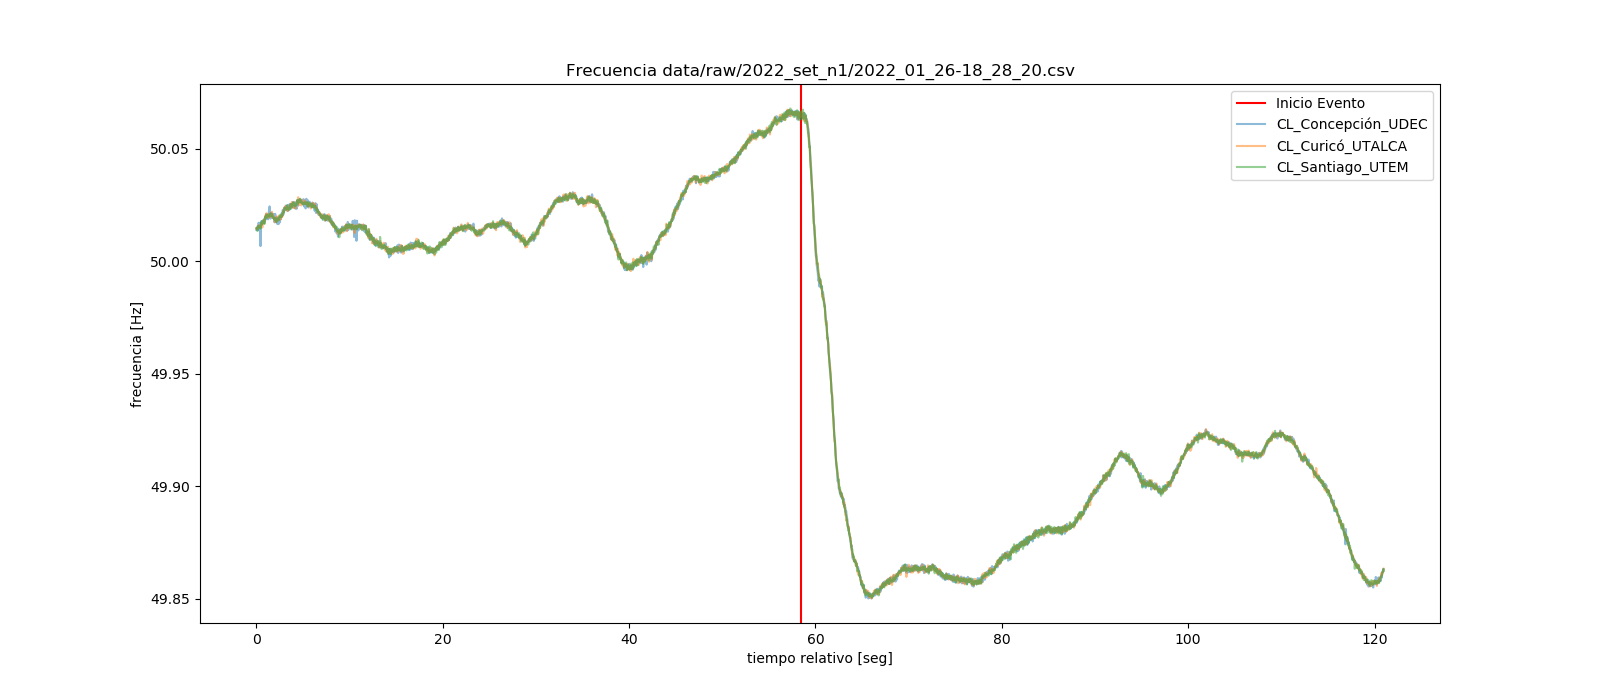 Frecuencia data/raw/2022_set_n1/2022_01_26-18_28_20.csv
Inicio Evento
CL_Concepción_UDEC
CL_Curicó_UTALCA
CL_Santiago_UTEM
frecuencia [Hz]
50.05
50.00
49.95
49.90
49.85
0 20 40 60 80 100 120
tiempo relativo [seg]